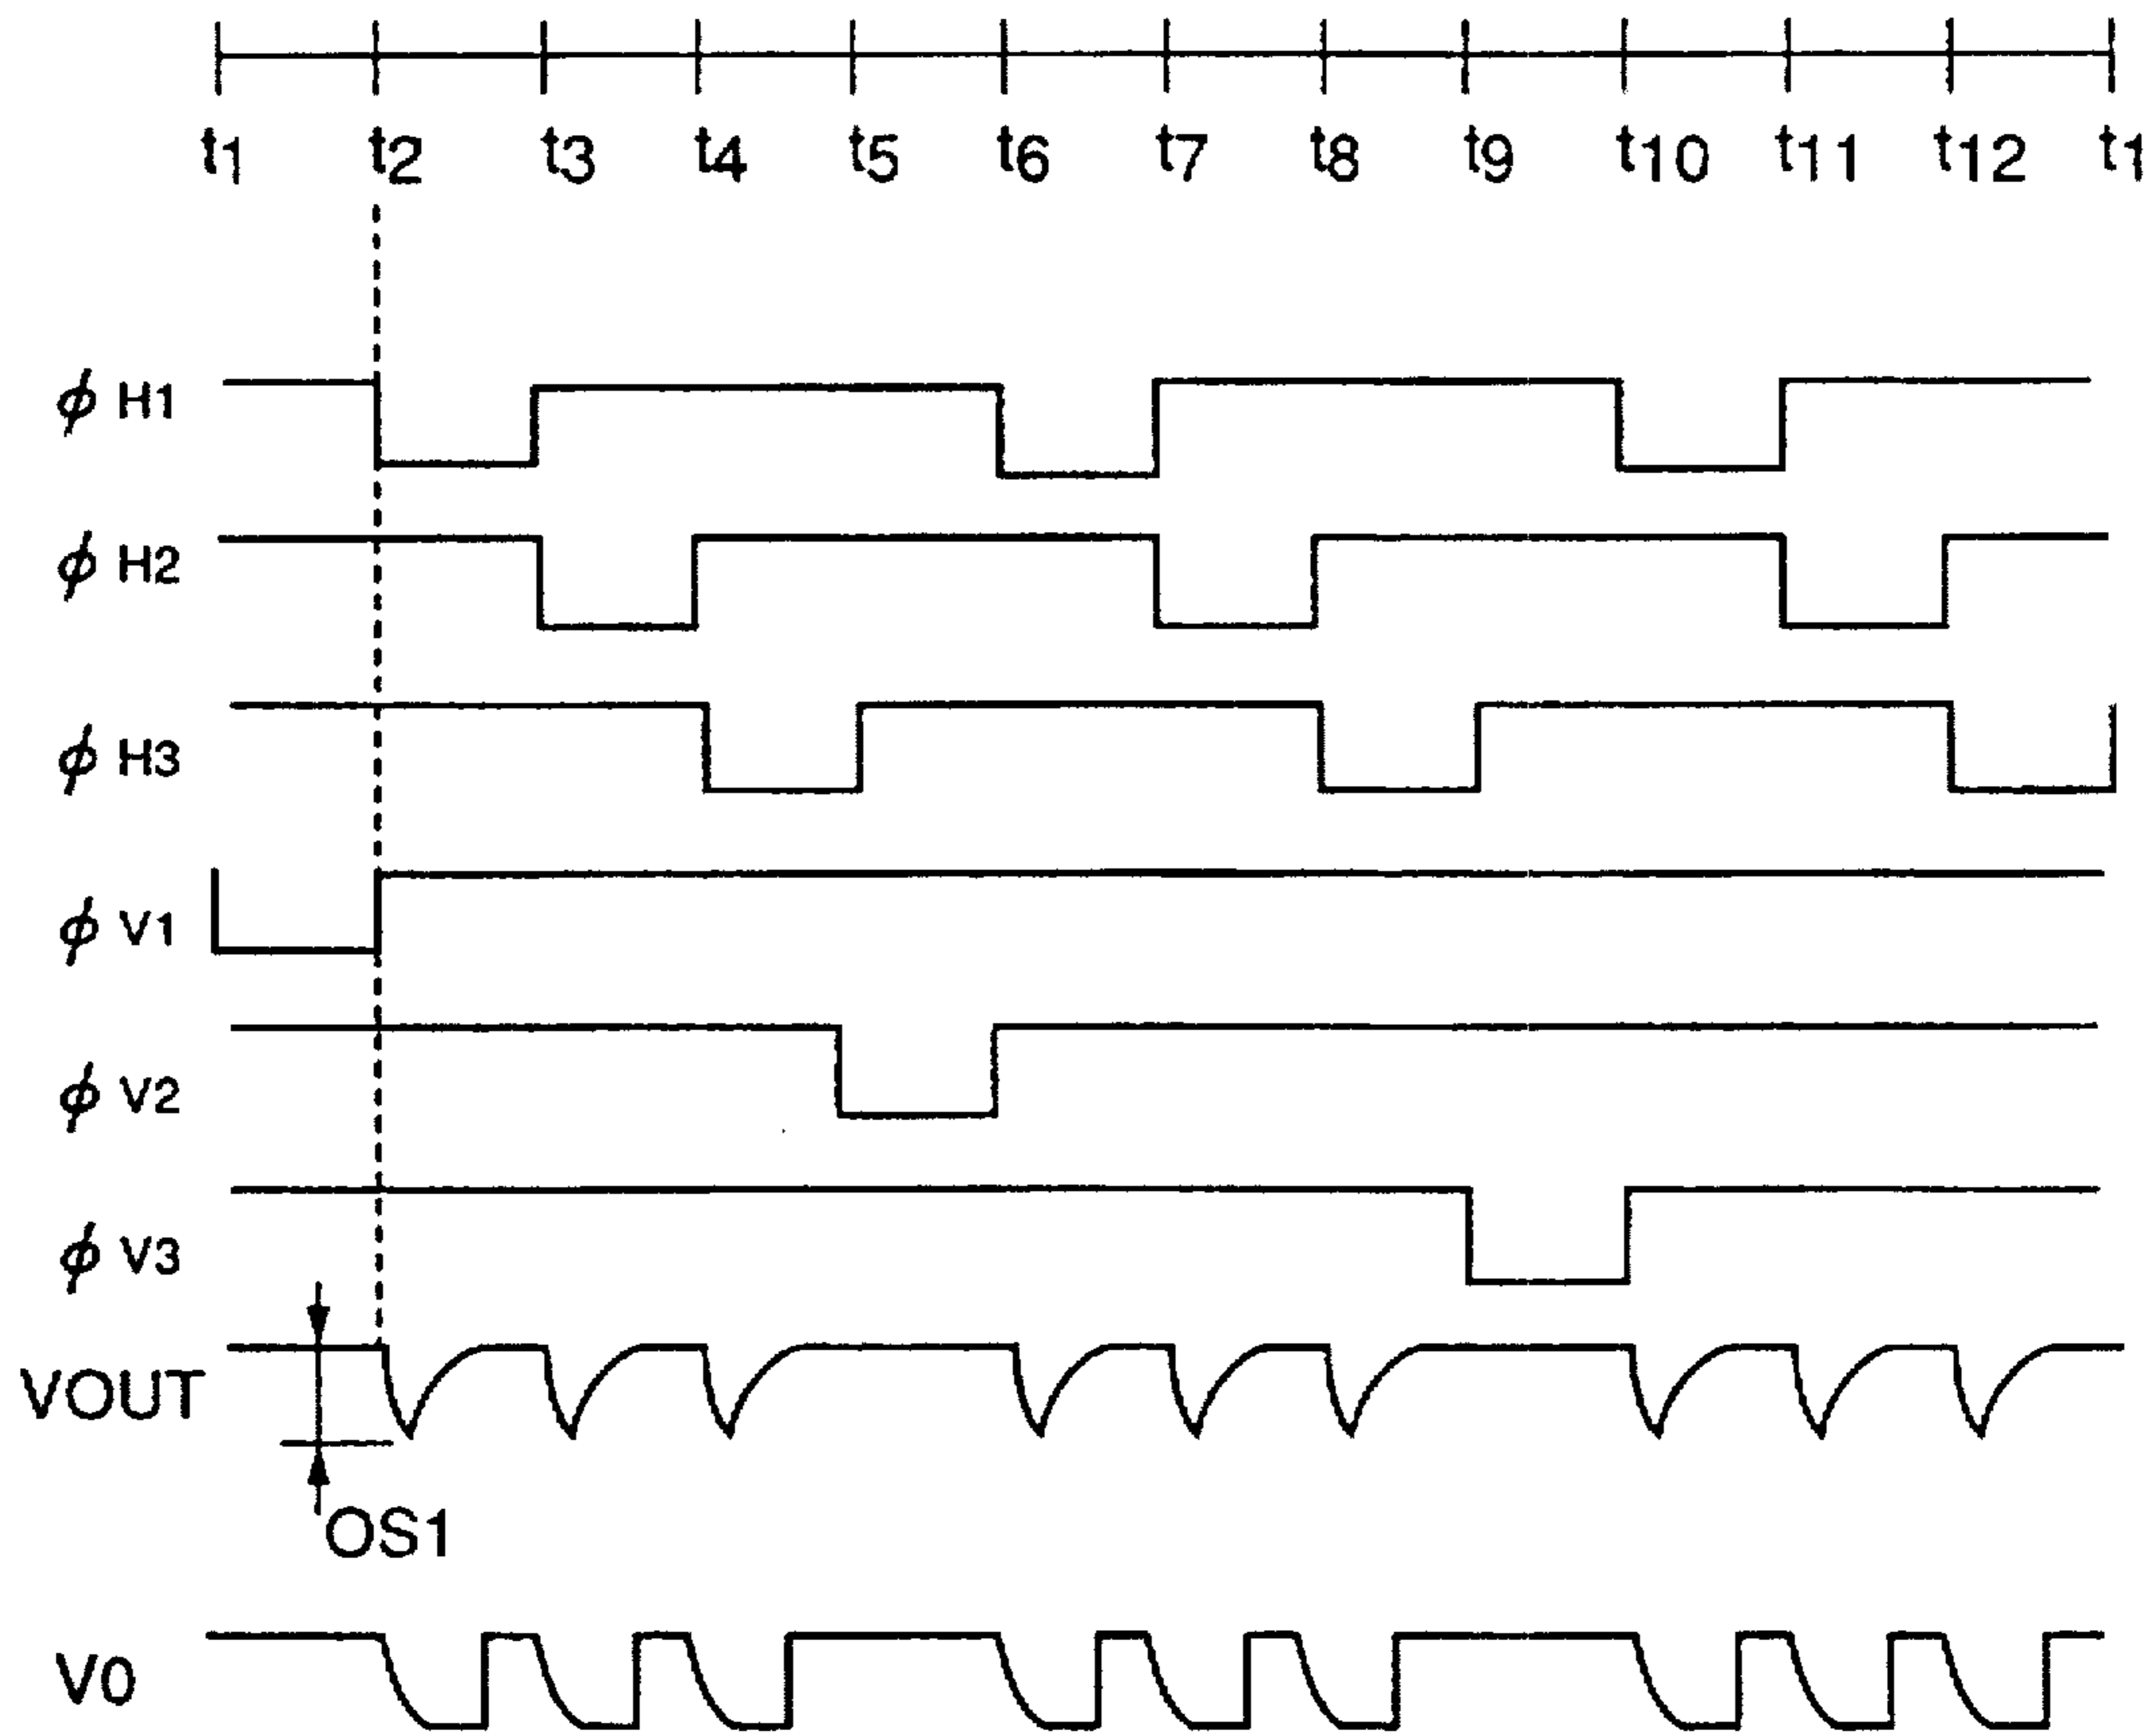 t1 t2 t3 t4 t5 t6 t7 t8 t9 t10 t11 t12 t1
ϕ H1
ϕ H2
ϕ H3
ϕ V1
ϕ V2
ϕ V3
VOUT
OS1
V0